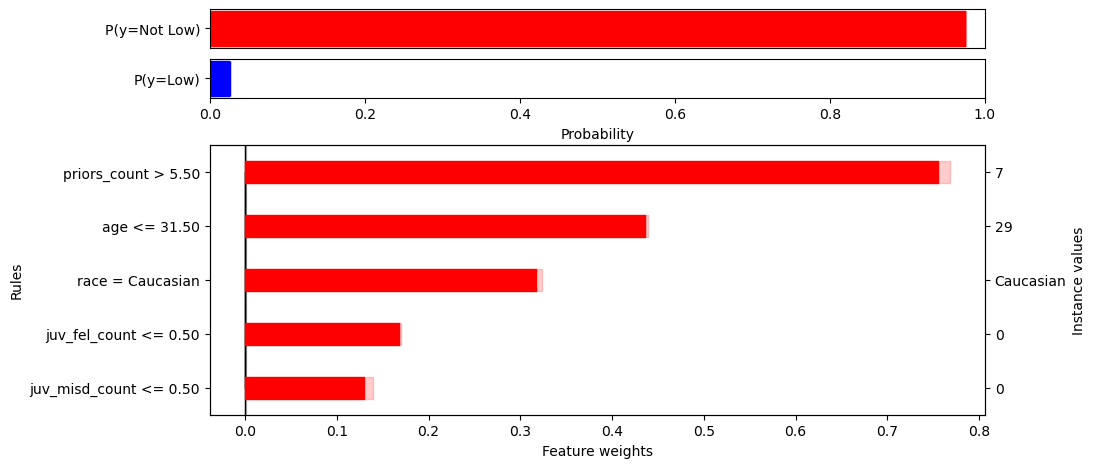 P(y=Not Low)
P(y=Low)
0.0 0.2 0.4 0.6 0.8 1.0
Probability
priors_count > 5.50 7
age <= 31.50 29
race = Caucasian Caucasian
juv_fel_count <= 0.50 0
juv_misd_count <= 0.50 0
Rules
Instance values
0.0 0.1 0.2 0.3 0.4 0.5 0.6 0.7 0.8
Feature weights